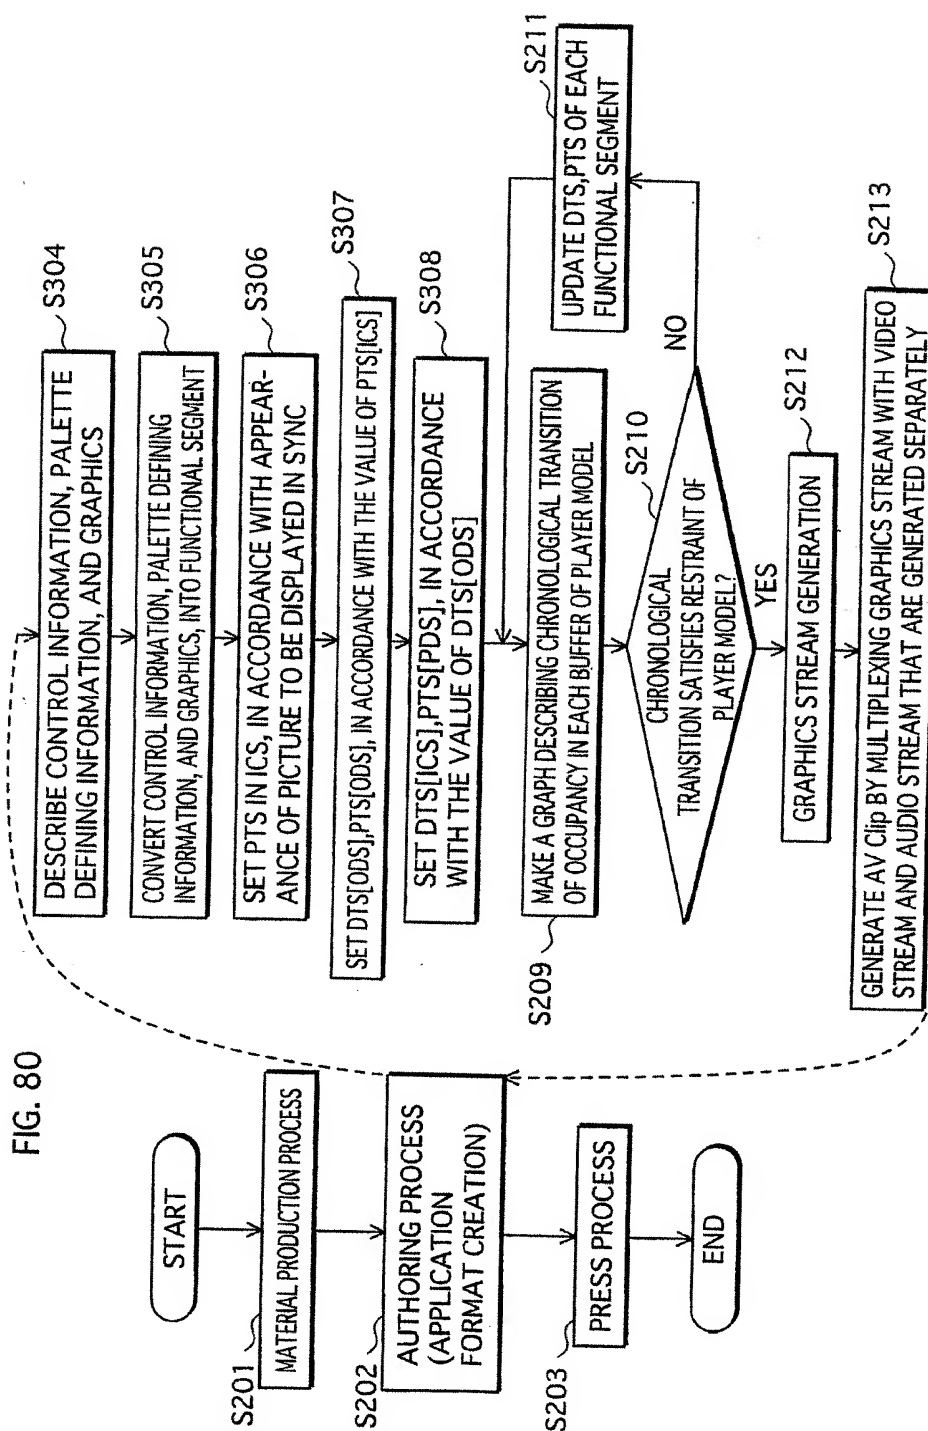 FIG. 80
START
S201
MATERIAL PRODUCTION PROCESS
S202
AUTHORING PROCESS
(APPLICATION
FORMAT CREATION)
S203
PRESS PROCESS
END
S304
DESCRIBE CONTROL INFORMATION, PALETTE
DEFINING INFORMATION, AND GRAPHICS
S305
CONVERT CONTROL INFORMATION, PALETTE DEFINING
INFORMATION, AND GRAPHICS, INTO FUNCTIONAL SEGMENT
S306
SET PTS IN ICS, IN ACCORDANCE WITH APPEAR-
ANCE OF PICTURE TO BE DISPLAYED IN SYNC
S307
SET DTS[ODS],PTS[ODS], IN ACCORDANCE WITH THE VALUE OF PTS[ICS]
S308
SET DTS[ICS],PTS[PDS], IN ACCORDANCE
WITH THE VALUE OF DTS[ODS]
S209
MAKE A GRAPH DESCRIBING CHRONOLOGICAL TRANSITION
OF OCCUPANCY IN EACH BUFFER OF PLAYER MODEL
S210
CHRONOLOGICAL
TRANSITION SATISFIES RESTRAINT OF
PLAYER MODEL?
NO
S211
UPDATE DTS,PTS OF EACH
FUNCTIONAL SEGMENT
YES
S212
GRAPHICS STREAM GENERATION
S213
GENERATE AV Clip BY MULTIPLEXING GRAPHICS STREAM WITH VIDEO
STREAM AND AUDIO STREAM THAT ARE GENERATED SEPARATELY